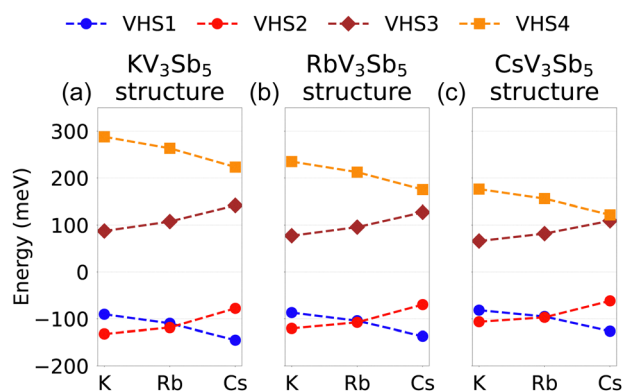 VHS1 VHS2 VHS3 VHS4
(a) KV₃Sb₅ structure
(b) RbV₃Sb₅ structure
(c) CsV₃Sb₅ structure
Energy (meV)
300
200
100
0
−100
−200
K Rb Cs
K Rb Cs
K Rb Cs